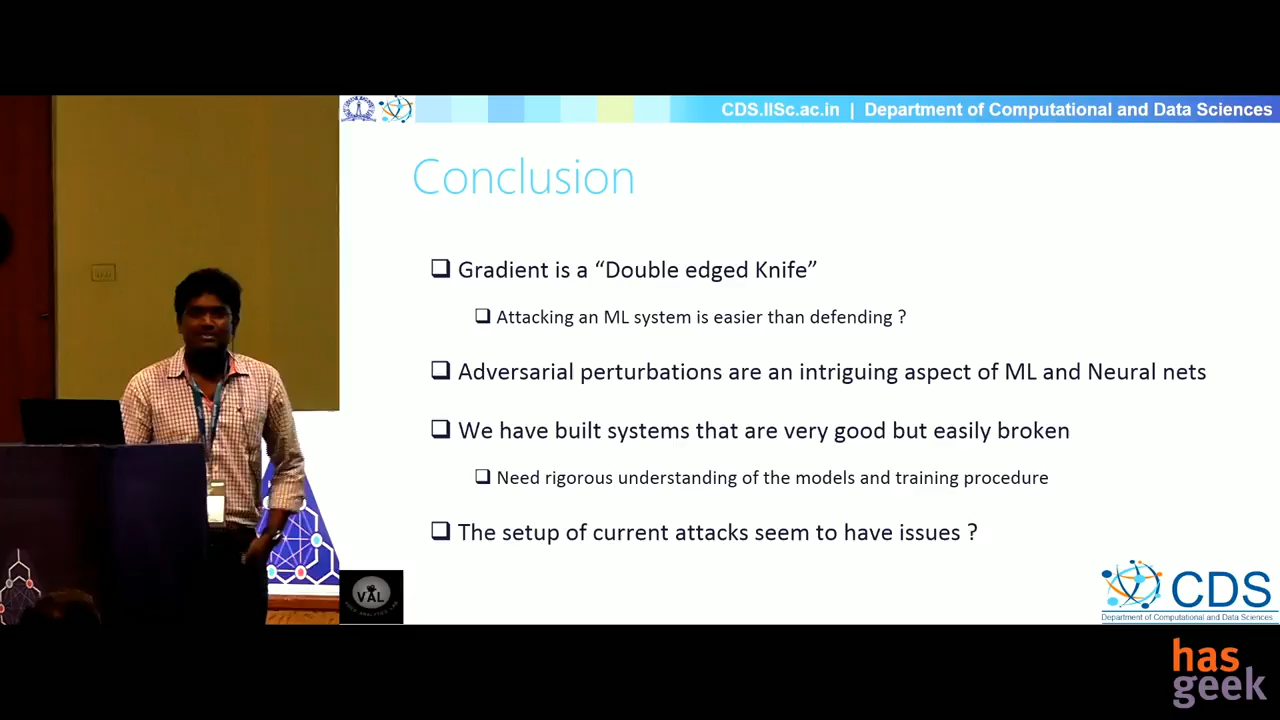 CDS.IISc.ac.in | Department of Computational and Data Sciences
Conclusion
Gradient is a “Double edged Knife”
Attacking an ML system is easier than defending ?
Adversarial perturbations are an intriguing aspect of ML and Neural nets
We have built systems that are very good but easily broken
Need rigorous understanding of the models and training procedure
The setup of current attacks seem to have issues ?
VAL
VIDEO ANALYTICS LAB
CDS
Department of Computational and Data Sciences
has
geek